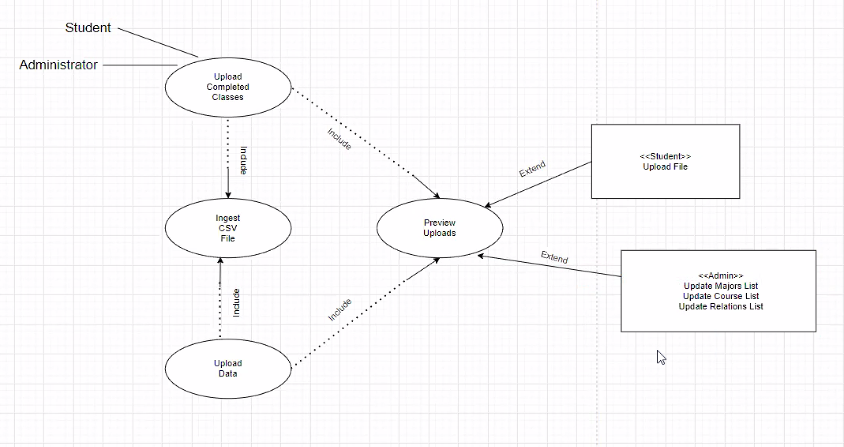 Student
Administrator
Upload
Completed
Classes
Include
Include
<<Student>>
Upload File
Extend
Ingest
CSV
File
Preview
Uploads
Extend
<<Admin>>
Update Majors List
Update Course List
Update Relations List
Include
Include
Upload
Data